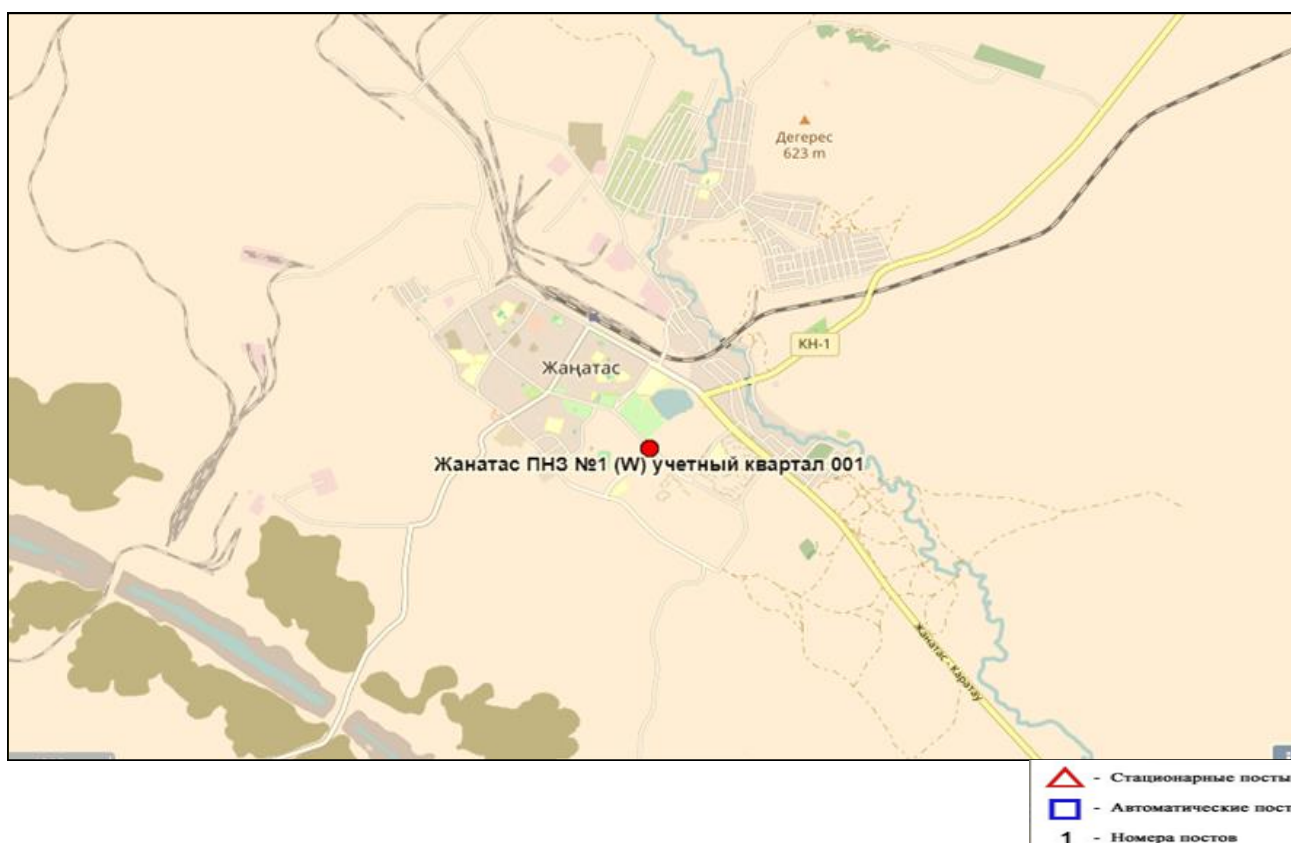 Дегерес
623 m
КН-1
Жаңатас
Жанатас ПНЗ №1 (W) учетный квартал 001
Жанатас - Каратау
- Стационарные посты
- Автоматические пост
1 - Номера постов